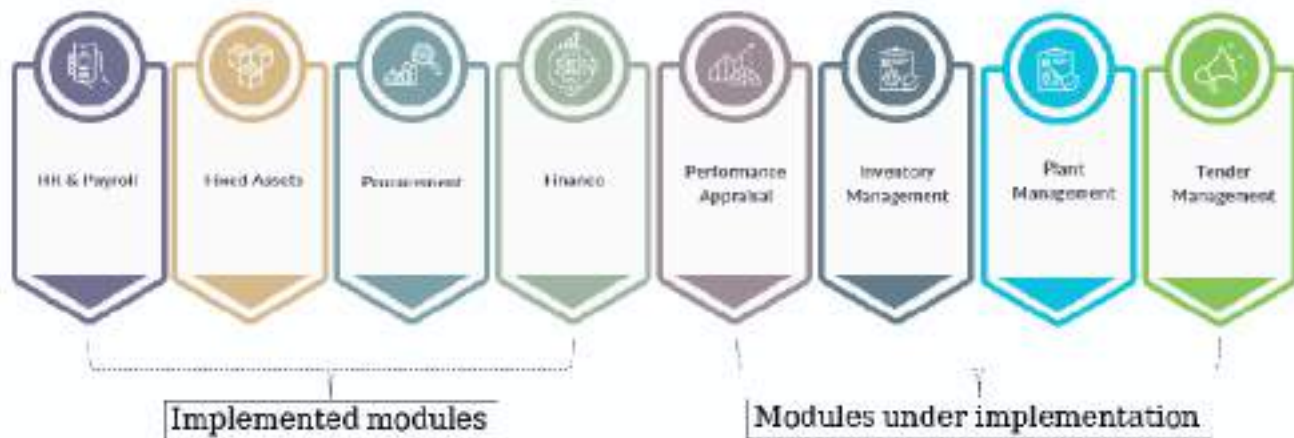 HR & Payroll
Fixed Assets
Procurement
Finance
Performance
Appraisal
Inventory
Management
Plant
Management
Tender
Management
Implemented modules
Modules under implementation